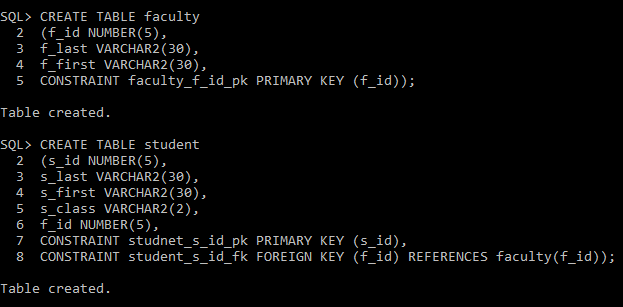 SQL> CREATE TABLE faculty
2 (f_id NUMBER(5),
3 f_last VARCHAR2(30),
4 f_first VARCHAR2(30),
5 CONSTRAINT faculty_f_id_pk PRIMARY KEY (f_id));
Table created.
SQL> CREATE TABLE student
2 (s_id NUMBER(5),
3 s_last VARCHAR2(30),
4 s_first VARCHAR2(30),
5 s_class VARCHAR2(2),
6 f_id NUMBER(5),
7 CONSTRAINT studnet_s_id_pk PRIMARY KEY (s_id),
8 CONSTRAINT student_s_id_fk FOREIGN KEY (f_id) REFERENCES faculty(f_id));
Table created.